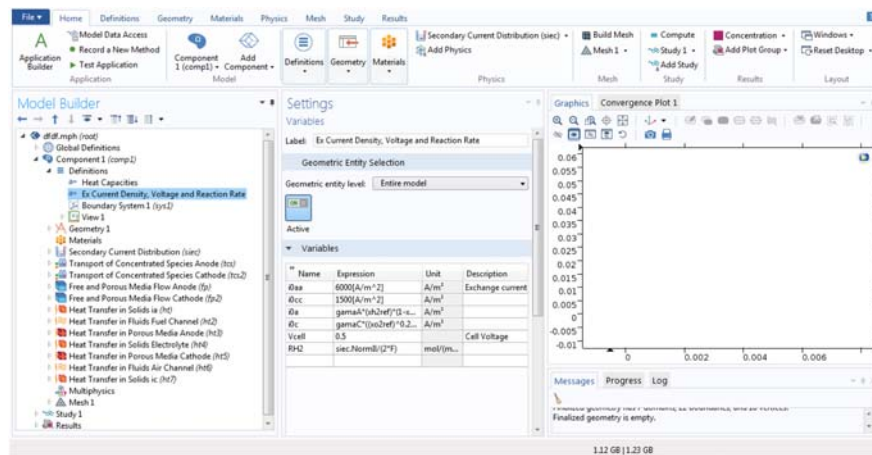 File ▾ Home Definitions Geometry Materials Physics Mesh Study Results
A
Application Builder
Model Data Access
Record a New Method
Test Application
Application
Component 1 (comp1) ▾
Add Component ▾
Model
Definitions
Geometry
Materials
Secondary Current Distribution (siec) ▾
Add Physics
Physics
Build Mesh
Mesh 1 ▾
Mesh
Compute
Study 1 ▾
Add Study
Study
Concentration ▾
Add Plot Group ▾
Results
Windows ▾
Reset Desktop ▾
Layout
Model Builder
dfdf.mph (root)
Global Definitions
Component 1 (comp1)
Definitions
a= Heat Capacities
a= Ex Current Density, Voltage and Reaction Rate
Boundary System 1 (sys1)
View 1
Geometry 1
Materials
Secondary Current Distribution (siec)
Transport of Concentrated Species Anode (tcs)
Transport of Concentrated Species Cathode (tcs2)
Free and Porous Media Flow Anode (fp)
Free and Porous Media Flow Cathode (fp2)
Heat Transfer in Solids ia (ht)
Heat Transfer in Fluids Fuel Channel (ht2)
Heat Transfer in Porous Media Anode (ht3)
Heat Transfer in Solids Electrolyte (ht4)
Heat Transfer in Porous Media Cathode (ht5)
Heat Transfer in Fluids Air Channel (ht6)
Heat Transfer in Solids ic (ht7)
Multiphysics
Mesh 1
Study 1
Results
Settings
Variables
Label: Ex Current Density, Voltage and Reaction Rate
Geometric Entity Selection
Geometric entity level: Entire model
Active
Variables
Name Expression Unit Description
i0aa 6000[A/m^2] A/m² Exchange current
i0cc 1500[A/m^2] A/m²
i0a gamaA*(xh2ref)*(1-x... A/m²
i0c gamaC*((xo2ref)^0.2... A/m²
Vcell 0.5 Cell Voltage
RH2 siec.NormIl/(2*F) mol/(m...
Graphics Convergence Plot 1
0.06
0.055
0.05
0.045
0.04
0.035
0.03
0.025
0.02
0.015
0.01
0.005
0
-0.005
-0.01
0 0.002 0.004 0.006
Messages Progress Log
Finalized geometry is empty.
1.12 GB | 1.23 GB